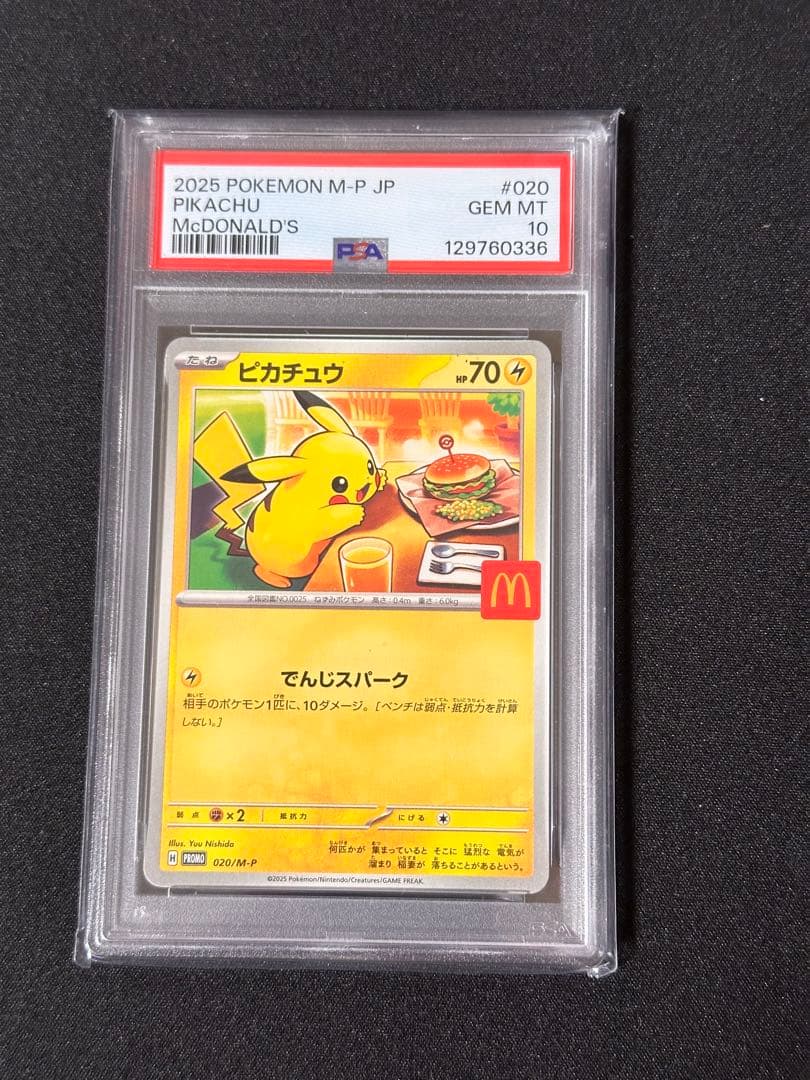 2025 POKEMON M-P JP #020
PIKACHU GEM MT
McDONALD'S 10
PSA 129760336
たね ピカチュウ HP70
全国図鑑NO.0025 ねずみポケモン 高さ:0.4m 重さ:6.0kg
でんじスパーク
相手のポケモン1匹に、10ダメージ。[ベンチは弱点・抵抗力を計算
しない。]
弱点 ×2 抵抗力 にげる
Illus. Yuu Nishida
H PROMO 020/M-P
何匹かが 集まっていると そこに 猛烈な 電気が
溜まり 稲妻が 落ちることがあるという。
©2025 Pokémon/Nintendo/Creatures/GAME FREAK.